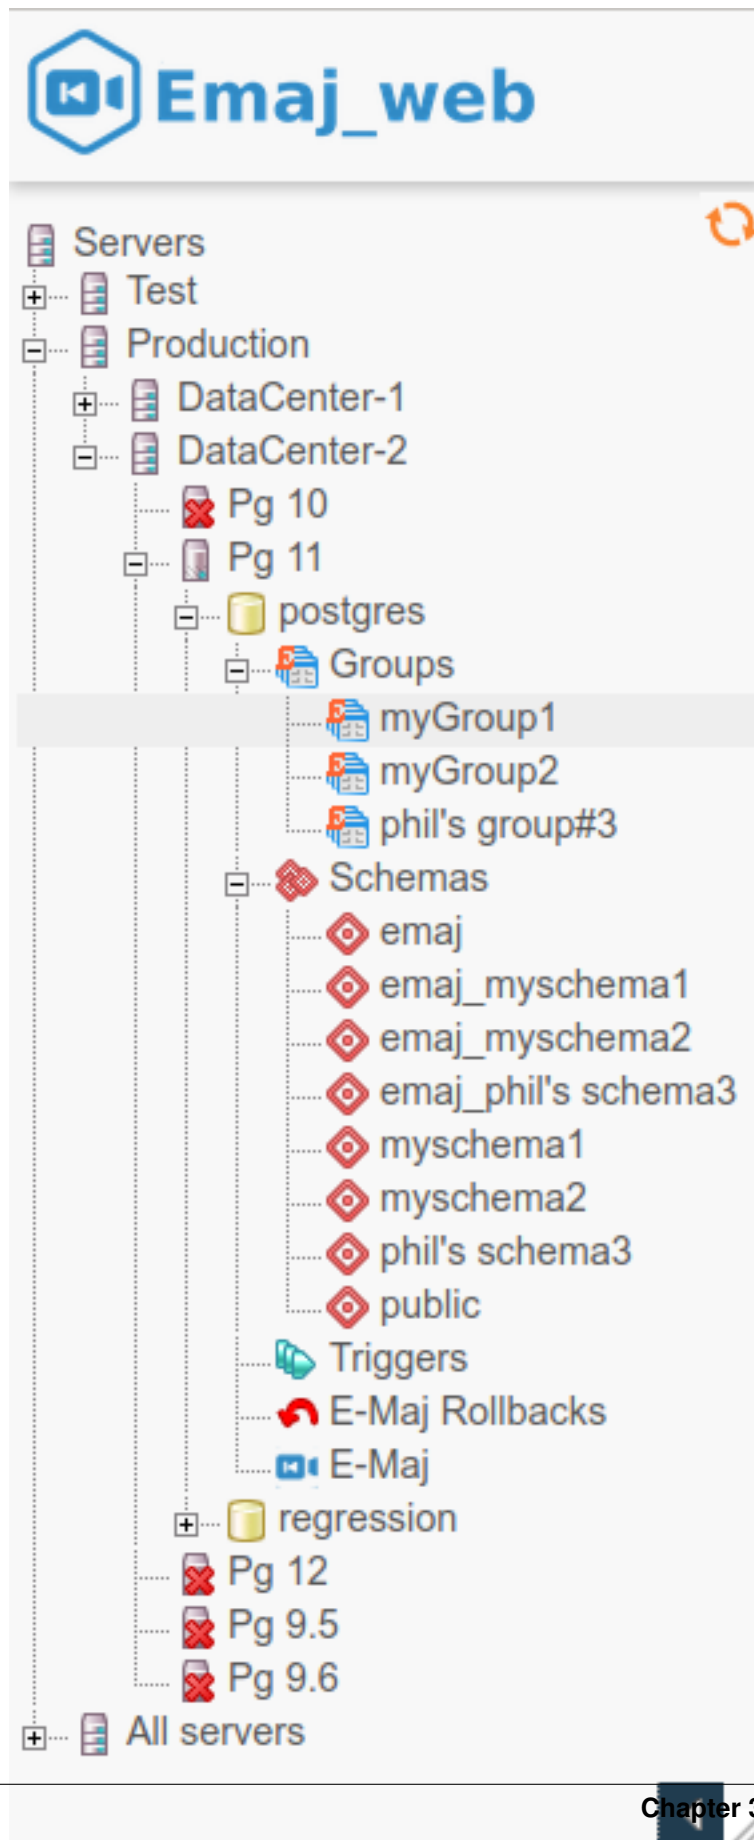 Emaj_web
Servers
Test
Production
DataCenter-1
DataCenter-2
Pg 10
Pg 11
postgres
Groups
myGroup1
myGroup2
phil's group#3
Schemas
emaj
emaj_myschema1
emaj_myschema2
emaj_phil's schema3
myschema1
myschema2
phil's schema3
public
Triggers
E-Maj Rollbacks
E-Maj
regression
Pg 12
Pg 9.5
Pg 9.6
All servers
Chapter 3